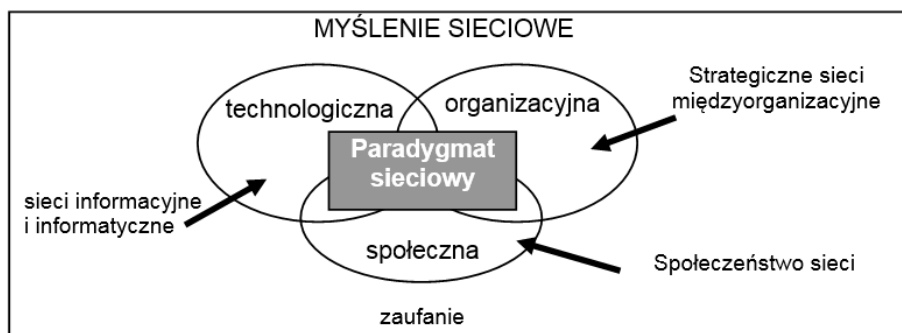 MYŚLENIE SIECIOWE
technologiczna
organizacyjna
Strategiczne sieci
międzyorganizacyjne
Paradygmat
sieciowy
sieci informacyjne
i informatyczne
społeczna
Społeczeństwo sieci
zaufanie